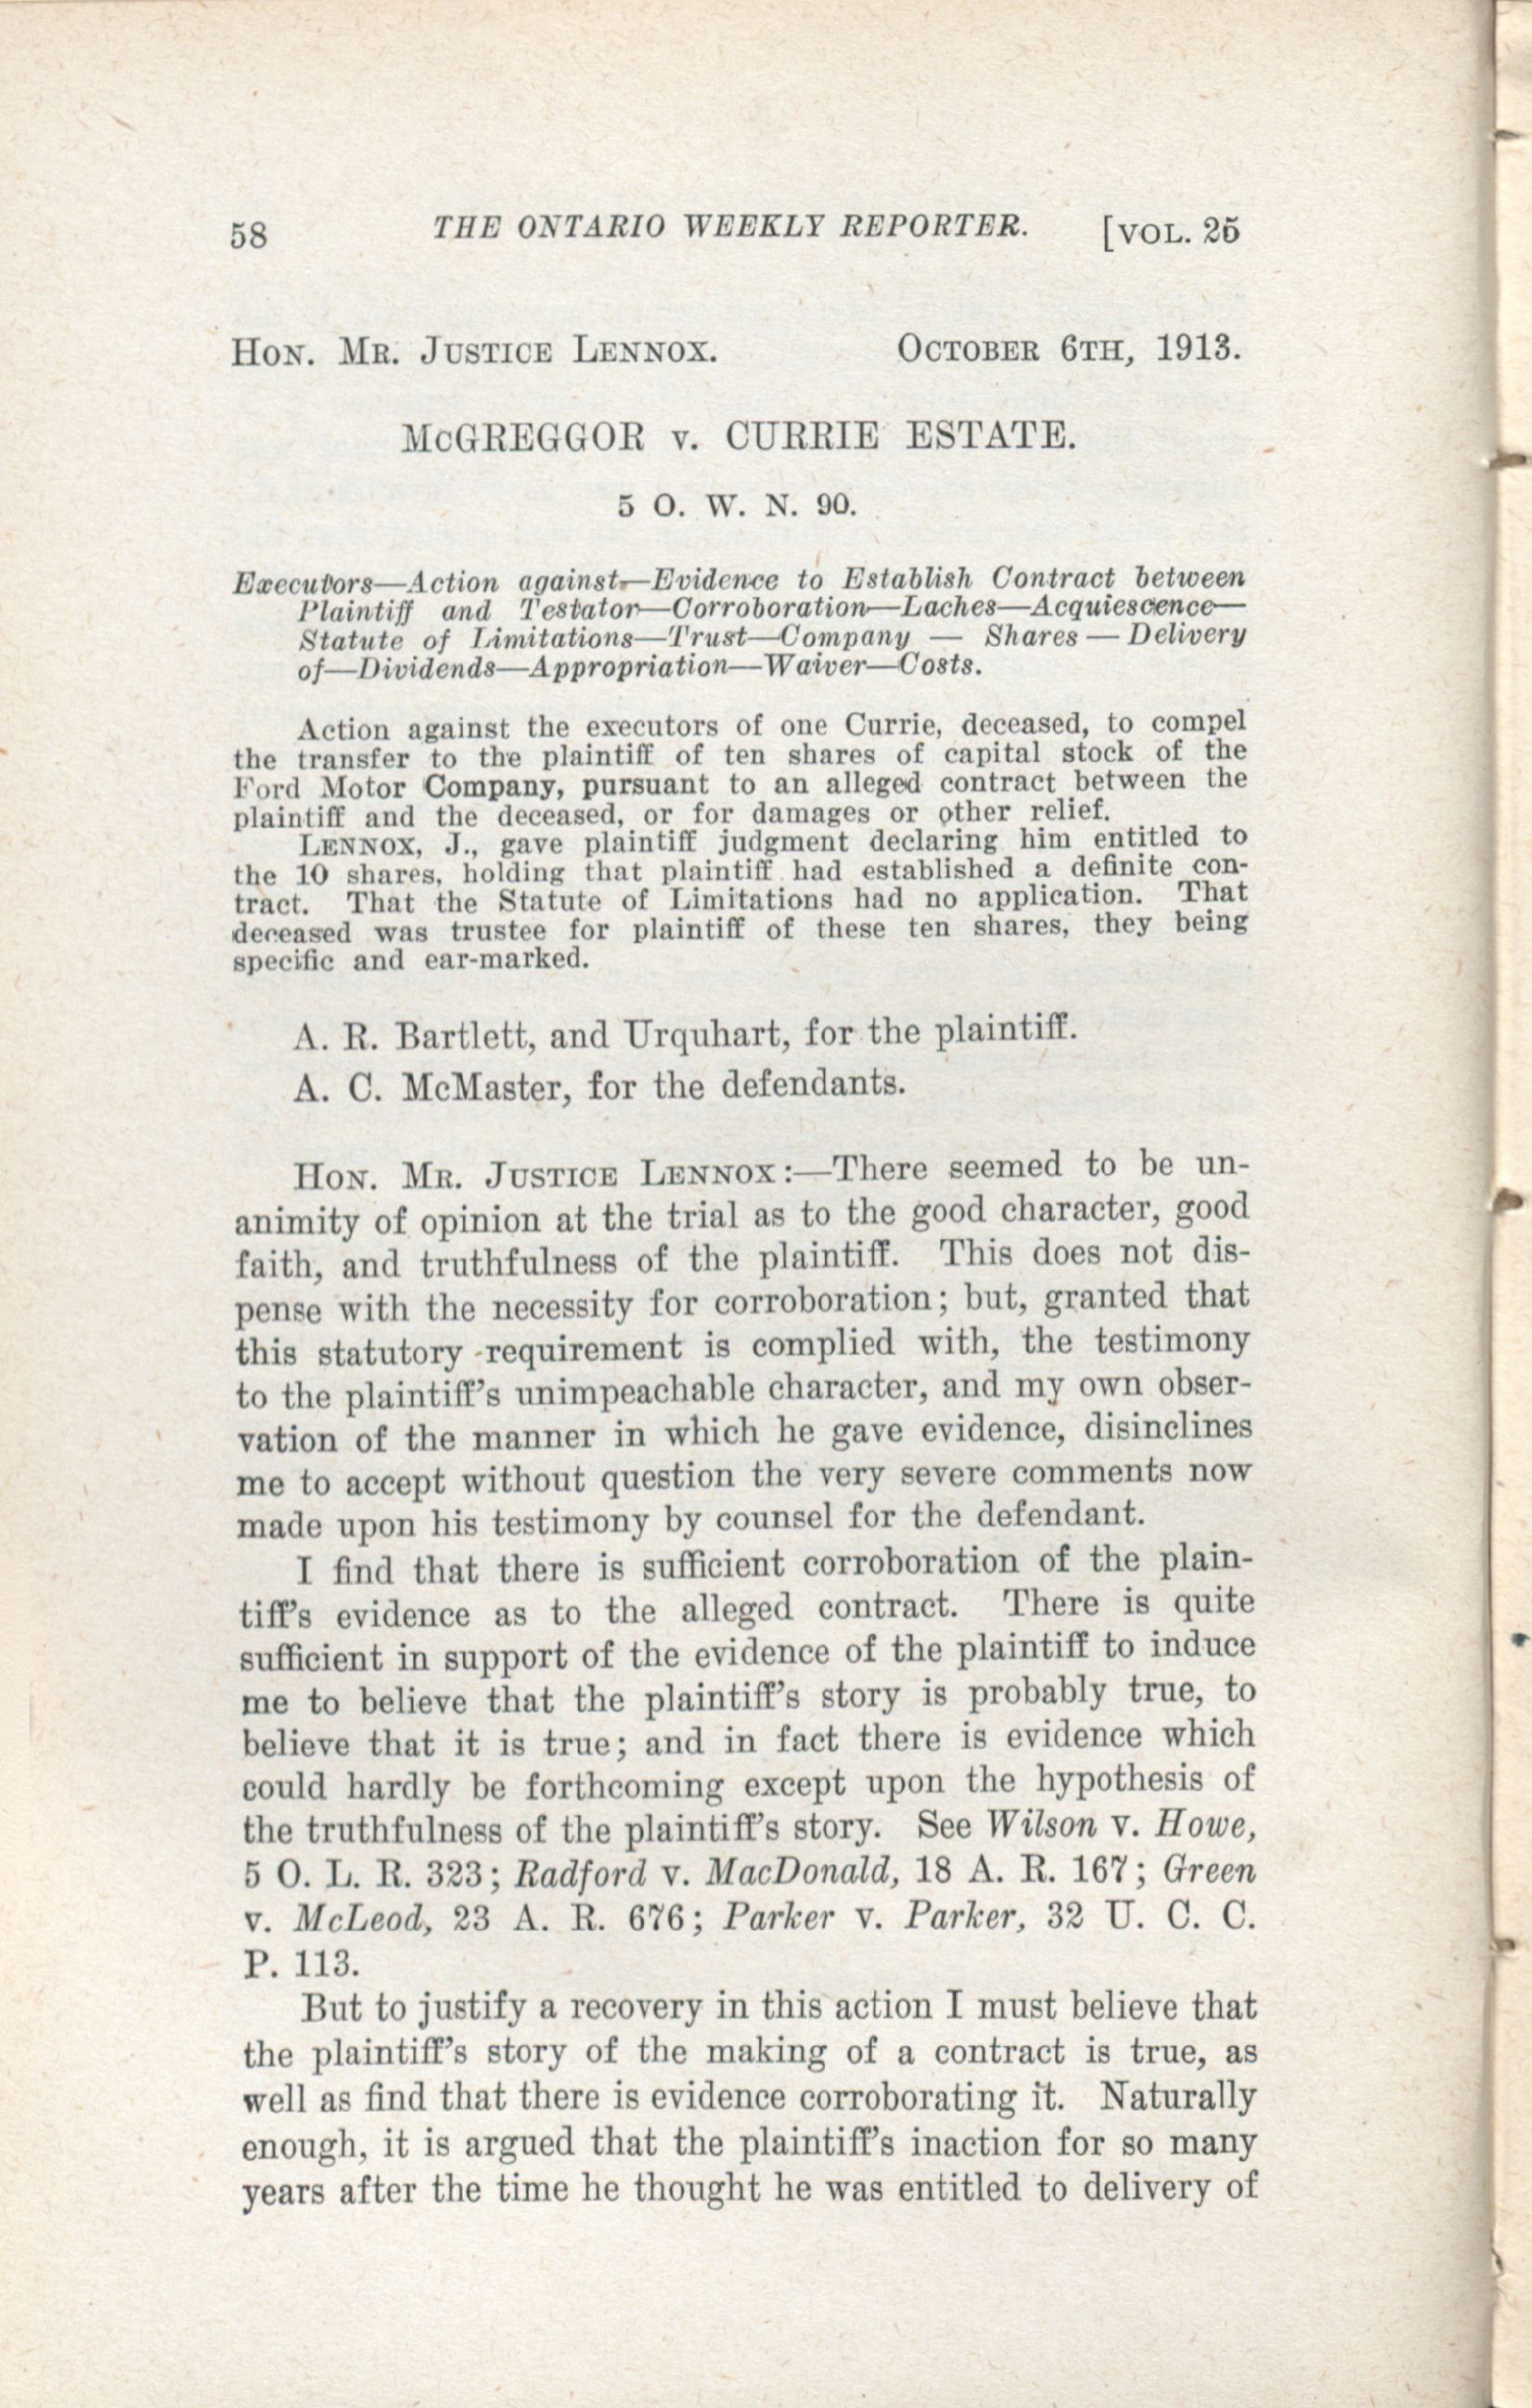 58 THE ONTARIO WEEKLY REPORTER. [VOL. 25
HON. MR. JUSTICE LENNOX. OCTOBER 6TH, 1913.
McGREGGOR v. CURRIE ESTATE.
5 O. W. N. 90.
Executors—Action against—Evidence to Establish Contract between
Plaintiff and Testator—Corroboration—Laches—Acquiescence—
Statute of Limitations—Trust—Company — Shares — Delivery
of—Dividends—Appropriation—Waiver—Costs.
Action against the executors of one Currie, deceased, to compel
the transfer to the plaintiff of ten shares of capital stock of the
Ford Motor Company, pursuant to an alleged contract between the
plaintiff and the deceased, or for damages or other relief.
LENNOX, J., gave plaintiff judgment declaring him entitled to
the 10 shares, holding that plaintiff had established a definite con-
tract. That the Statute of Limitations had no application. That
deceased was trustee for plaintiff of these ten shares, they being
specific and ear-marked.
A. R. Bartlett, and Urquhart, for the plaintiff.
A. C. McMaster, for the defendants.
HON. MR. JUSTICE LENNOX:—There seemed to be un-
animity of opinion at the trial as to the good character, good
faith, and truthfulness of the plaintiff. This does not dis-
pense with the necessity for corroboration; but, granted that
this statutory requirement is complied with, the testimony
to the plaintiff's unimpeachable character, and my own obser-
vation of the manner in which he gave evidence, disinclines
me to accept without question the very severe comments now
made upon his testimony by counsel for the defendant.
I find that there is sufficient corroboration of the plain-
tiff's evidence as to the alleged contract. There is quite
sufficient in support of the evidence of the plaintiff to induce
me to believe that the plaintiff's story is probably true, to
believe that it is true; and in fact there is evidence which
could hardly be forthcoming except upon the hypothesis of
the truthfulness of the plaintiff's story. See Wilson v. Howe,
5 O. L. R. 323; Radford v. MacDonald, 18 A. R. 167; Green
v. McLeod, 23 A. R. 676; Parker v. Parker, 32 U. C. C.
P. 113.
But to justify a recovery in this action I must believe that
the plaintiff's story of the making of a contract is true, as
well as find that there is evidence corroborating it. Naturally
enough, it is argued that the plaintiff's inaction for so many
years after the time he thought he was entitled to delivery of